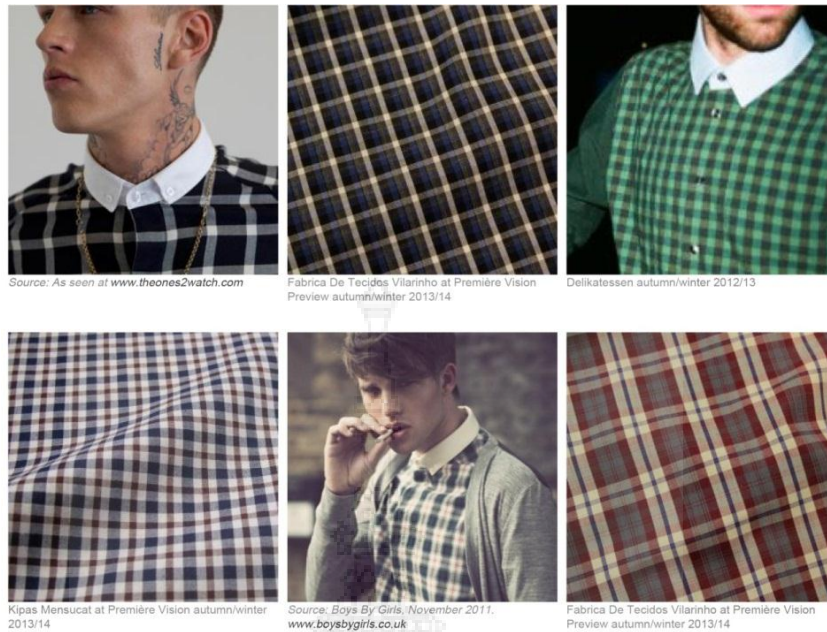 Source: As seen at www.theones2watch.com
Fabrica De Tecidos Vilarinho at Première Vision
Preview autumn/winter 2013/14
Delikatessen autumn/winter 2012/13
Kipas Mensucat at Première Vision autumn/winter
2013/14
Source: Boys By Girls, November 2011.
www.boysbygirls.co.uk
Fabrica De Tecidos Vilarinho at Première Vision
Preview autumn/winter 2013/14